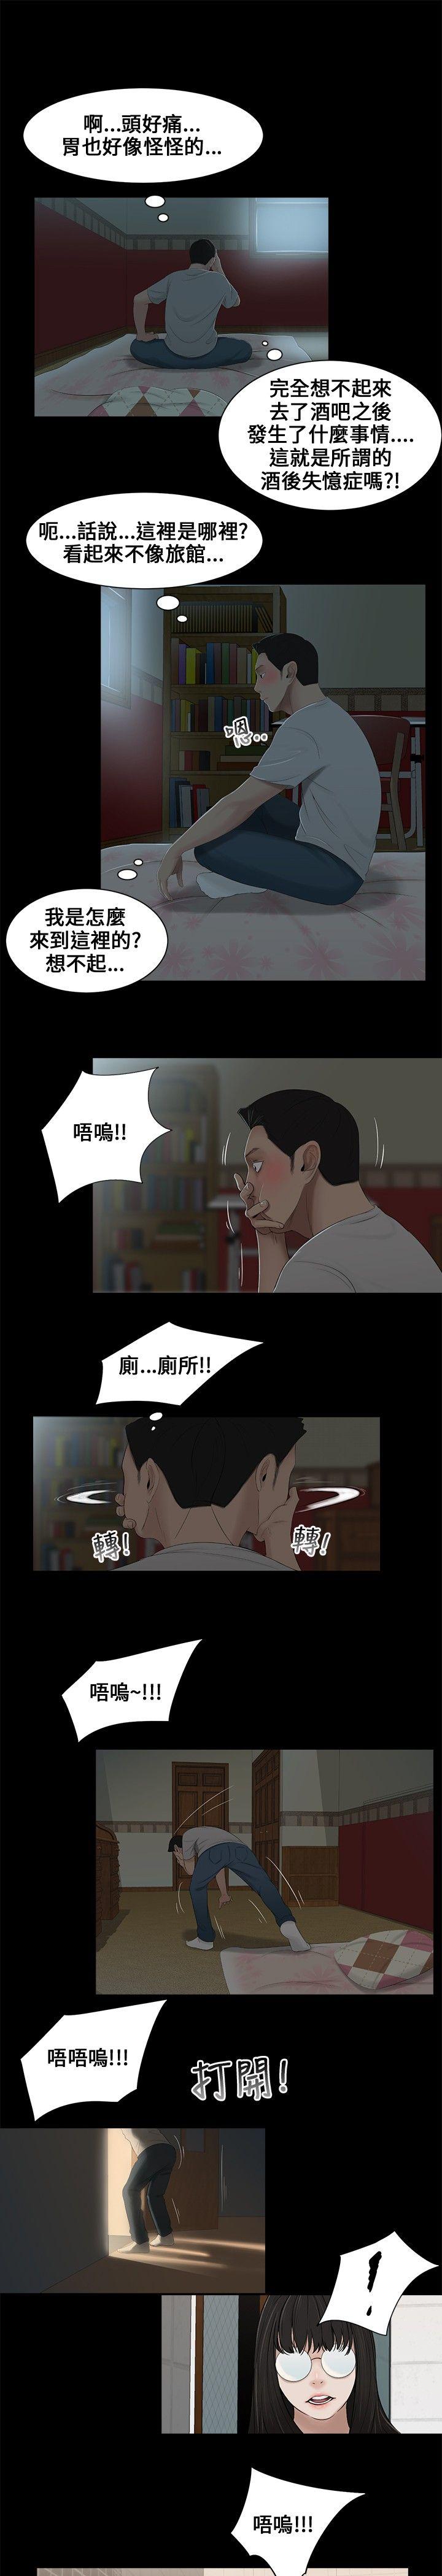 啊...頭好痛...
胃也好像怪怪的...
完全想不起來
去了酒吧之後
發生了什麼事情....
這就是所謂的
酒後失憶症嗎?!
呃...話說...這裡是哪裡?
看起來不像旅館...
嗯..
我是怎麼
來到這裡的?
想不起...
唔嗚!!
廁...廁所!!
轉!
轉!
唔嗚~!!!
唔唔嗚!!!
打開!
!
唔嗚!!!